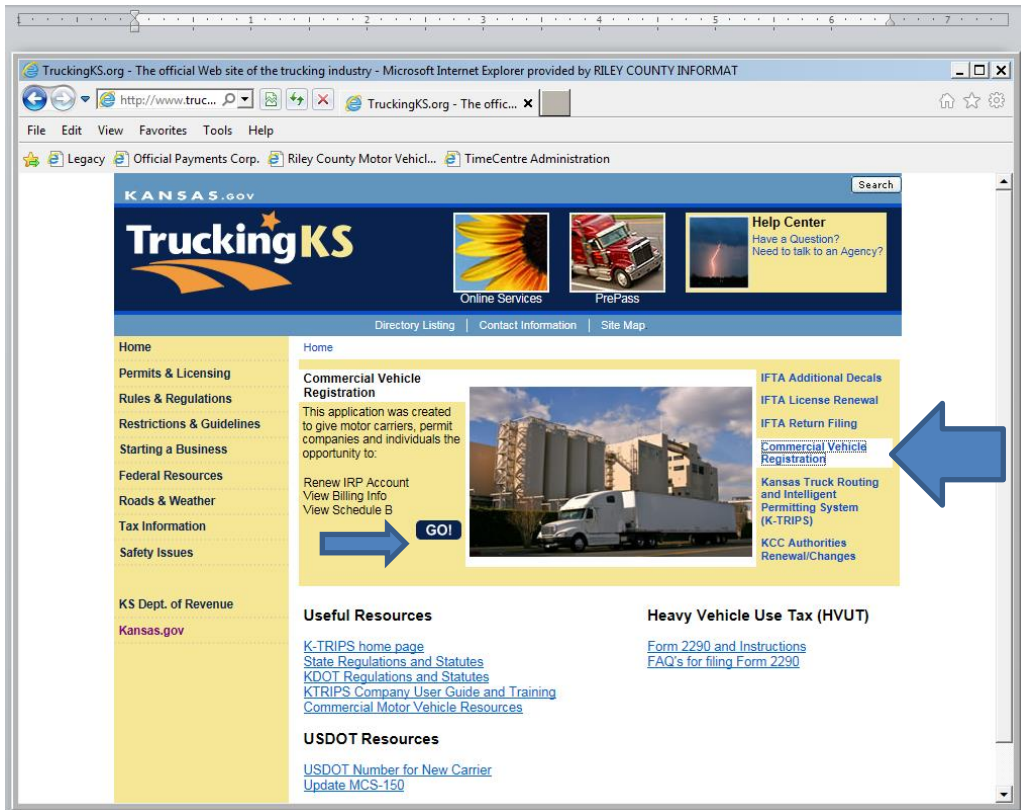 1 2 3 4 5 6 7
TruckingKS.org - The official Web site of the trucking industry - Microsoft Internet Explorer provided by RILEY COUNTY INFORMAT
http://www.truc... TruckingKS.org - The offic...
File Edit View Favorites Tools Help
Legacy Official Payments Corp. Riley County Motor Vehicl... TimeCentre Administration
KANSAS.GOV
Search
TruckingKS
Online Services
PrePass
Help Center
Have a Question?
Need to talk to an Agency?
Directory Listing | Contact Information | Site Map
Home
Permits & Licensing
Rules & Regulations
Restrictions & Guidelines
Starting a Business
Federal Resources
Roads & Weather
Tax Information
Safety Issues
KS Dept. of Revenue
Kansas.gov
Home
Commercial Vehicle
Registration
This application was created
to give motor carriers, permit
companies and individuals the
opportunity to:
Renew IRP Account
View Billing Info
View Schedule B
GO!
IFTA Additional Decals
IFTA License Renewal
IFTA Return Filing
Commercial Vehicle
Registration
Kansas Truck Routing
and Intelligent
Permitting System
(K-TRIPS)
KCC Authorities
Renewal/Changes
Useful Resources
K-TRIPS home page
State Regulations and Statutes
KDOT Regulations and Statutes
KTRIPS Company User Guide and Training
Commercial Motor Vehicle Resources
USDOT Resources
USDOT Number for New Carrier
Update MCS-150
Heavy Vehicle Use Tax (HVUT)
Form 2290 and Instructions
FAQ's for filing Form 2290